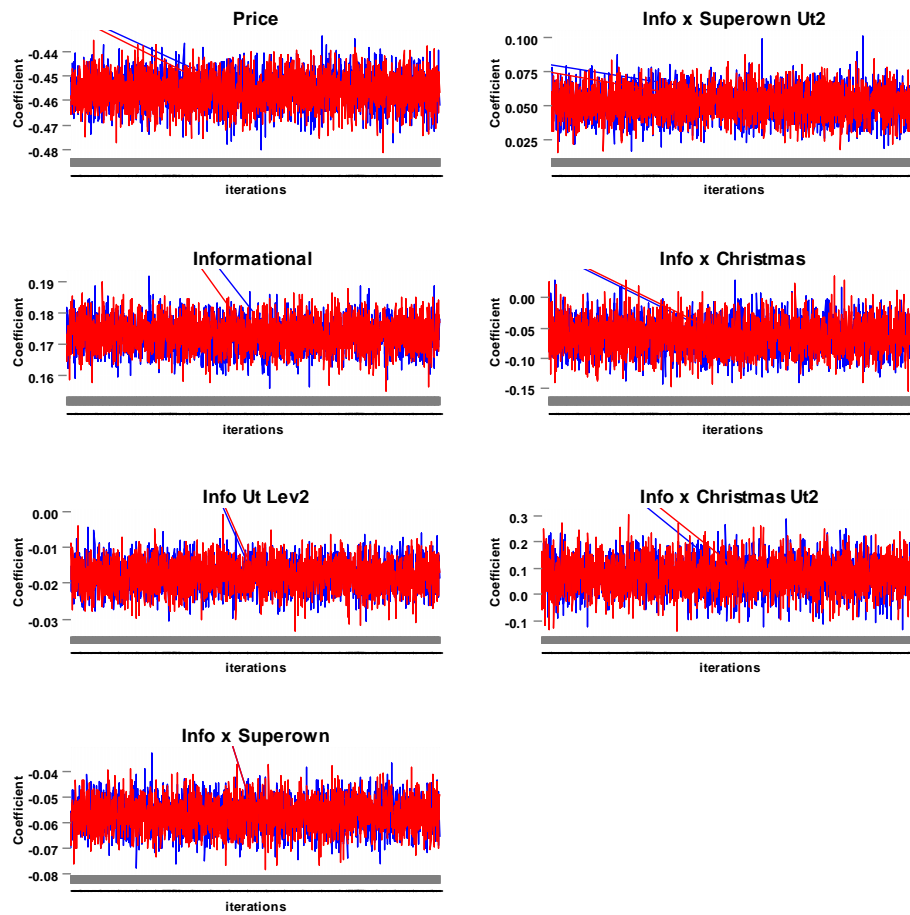 Price
Coefficient
-0.44
-0.45
-0.46
-0.47
-0.48
iterations
Info x Superown Ut2
Coefficient
0.100
0.075
0.050
0.025
iterations
Informational
Coefficient
0.19
0.18
0.17
0.16
iterations
Info x Christmas
Coefficient
0.00
-0.05
-0.10
-0.15
iterations
Info Ut Lev2
Coefficient
0.00
-0.01
-0.02
-0.03
iterations
Info x Christmas Ut2
Coefficient
0.3
0.2
0.1
0.0
-0.1
iterations
Info x Superown
Coefficient
-0.04
-0.05
-0.06
-0.07
-0.08
iterations